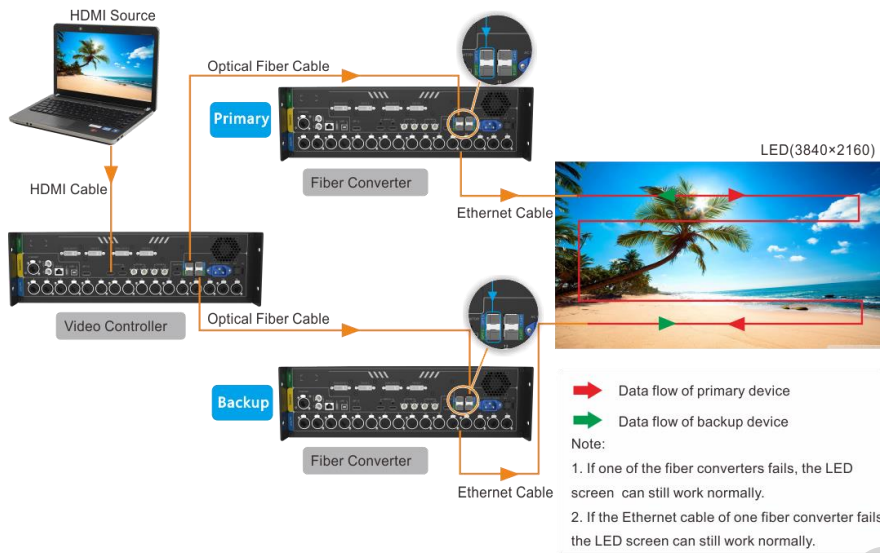 HDMI Source
Optical Fiber Cable
Primary
LED(3840×2160)
Fiber Converter
HDMI Cable
Ethernet Cable
Video Controller
Optical Fiber Cable
Backup
Fiber Converter
Ethernet Cable
Data flow of primary device
Data flow of backup device
Note:
1. If one of the fiber converters fails, the LED
screen can still work normally.
2. If the Ethernet cable of one fiber converter fails
the LED screen can still work normally.